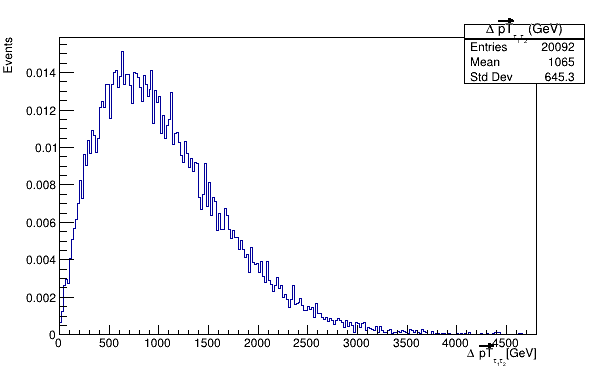 Δ pT τ₁τ₂ (GeV)
Entries 20092
Mean 1065
Std Dev 645.3
Events
0.014
0.012
0.01
0.008
0.006
0.004
0.002
0
0 500 1000 1500 2000 2500 3000 3500 4000 4500
Δ pT τ₁τ₂ [GeV]